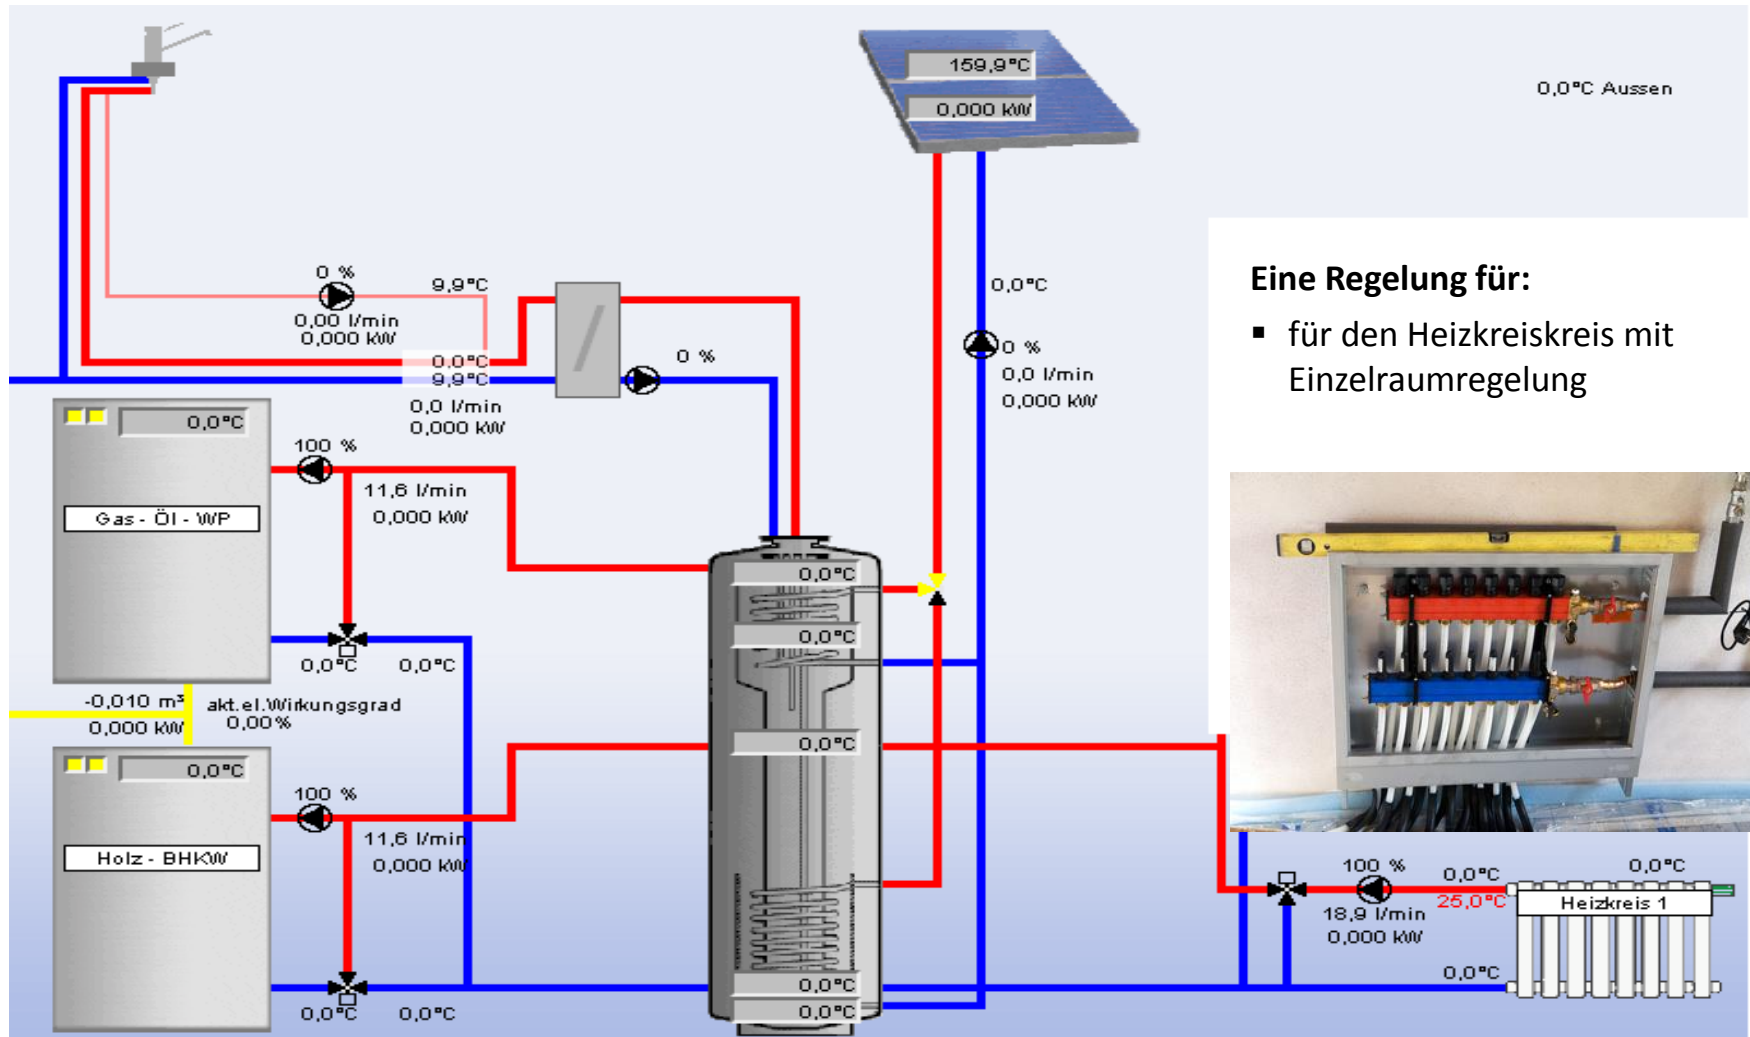 159,9°C
0,000 kW
0,0°C Aussen
0 %
9,9°C
0,00 l/min
0,000 kW
0,0°C
9,9°C
0,0 l/min
0,000 kW
0 %
0,0°C
0 %
0,0 l/min
0,000 kW
Eine Regelung für:
▪ für den Heizkreiskreis mit
Einzelraumregelung
0,0°C
100 %
11,6 l/min
0,000 kW
Gas - Öl - WP
0,0°C
0,0°C
-0,010 m³
0,000 kW
akt.el.Wirkungsgrad
0,00%
0,0°C
100 %
11,6 l/min
0,000 kW
Holz - BHKW
0,0°C
0,0°C
0,0°C
0,0°C
0,0°C
0,0°C
0,0°C
100 %
18,9 l/min
0,000 kW
0,0°C
25,0°C
0,0°C
Heizkreis 1
0,0°C